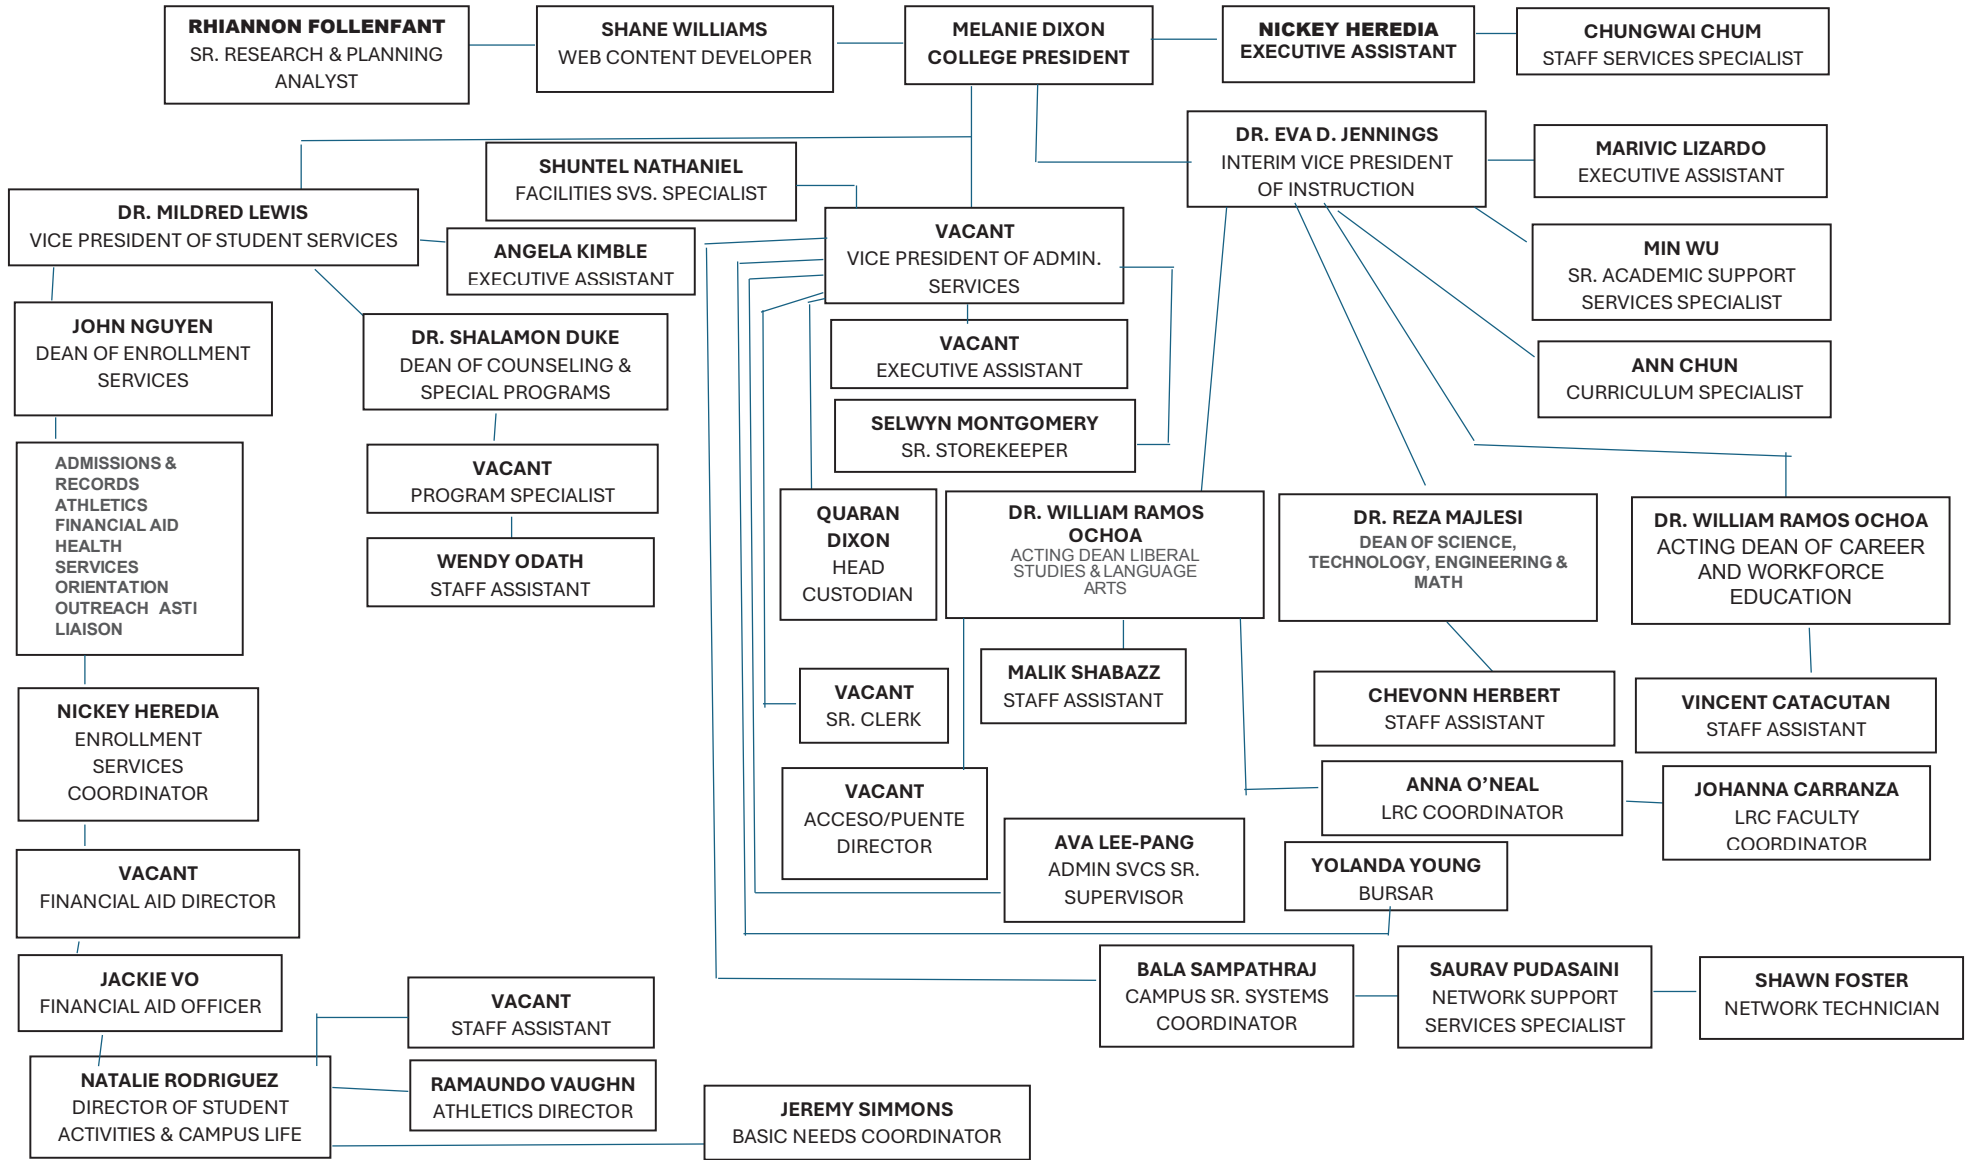 RHIANNON FOLLENFANT
SR. RESEARCH & PLANNING
ANALYST
SHANE WILLIAMS
WEB CONTENT DEVELOPER
MELANIE DIXON
COLLEGE PRESIDENT
NICKEY HEREDIA
EXECUTIVE ASSISTANT
CHUNGWAI CHUM
STAFF SERVICES SPECIALIST
DR. EVA D. JENNINGS
INTERIM VICE PRESIDENT
OF INSTRUCTION
MARIVIC LIZARDO
EXECUTIVE ASSISTANT
SHUNTEL NATHANIEL
FACILITIES SVS. SPECIALIST
DR. MILDRED LEWIS
VICE PRESIDENT OF STUDENT SERVICES
ANGELA KIMBLE
EXECUTIVE ASSISTANT
VACANT
VICE PRESIDENT OF ADMIN.
SERVICES
MIN WU
SR. ACADEMIC SUPPORT
SERVICES SPECIALIST
JOHN NGUYEN
DEAN OF ENROLLMENT
SERVICES
DR. SHALAMON DUKE
DEAN OF COUNSELING &
SPECIAL PROGRAMS
VACANT
EXECUTIVE ASSISTANT
ANN CHUN
CURRICULUM SPECIALIST
SELWYN MONTGOMERY
SR. STOREKEEPER
ADMISSIONS &
RECORDS
ATHLETICS
FINANCIAL AID
HEALTH
SERVICES
ORIENTATION
OUTREACH ASTI
LIAISON
VACANT
PROGRAM SPECIALIST
WENDY ODATH
STAFF ASSISTANT
QUARAN
DIXON
HEAD
CUSTODIAN
DR. WILLIAM RAMOS
OCHOA
ACTING DEAN LIBERAL
STUDIES & LANGUAGE
ARTS
DR. REZA MAJLESI
DEAN OF SCIENCE,
TECHNOLOGY, ENGINEERING &
MATH
DR. WILLIAM RAMOS OCHOA
ACTING DEAN OF CAREER
AND WORKFORCE
EDUCATION
MALIK SHABAZZ
STAFF ASSISTANT
VACANT
SR. CLERK
CHEVONN HERBERT
STAFF ASSISTANT
VINCENT CATACUTAN
STAFF ASSISTANT
NICKEY HEREDIA
ENROLLMENT
SERVICES
COORDINATOR
VACANT
ACCESO/PUENTE
DIRECTOR
ANNA O’NEAL
LRC COORDINATOR
JOHANNA CARRANZA
LRC FACULTY
COORDINATOR
AVA LEE-PANG
ADMIN SVCS SR.
SUPERVISOR
YOLANDA YOUNG
BURSAR
VACANT
FINANCIAL AID DIRECTOR
JACKIE VO
FINANCIAL AID OFFICER
VACANT
STAFF ASSISTANT
BALA SAMPATHRAJ
CAMPUS SR. SYSTEMS
COORDINATOR
SAURAV PUDASAINI
NETWORK SUPPORT
SERVICES SPECIALIST
SHAWN FOSTER
NETWORK TECHNICIAN
NATALIE RODRIGUEZ
DIRECTOR OF STUDENT
ACTIVITIES & CAMPUS LIFE
RAMAUNDO VAUGHN
ATHLETICS DIRECTOR
JEREMY SIMMONS
BASIC NEEDS COORDINATOR